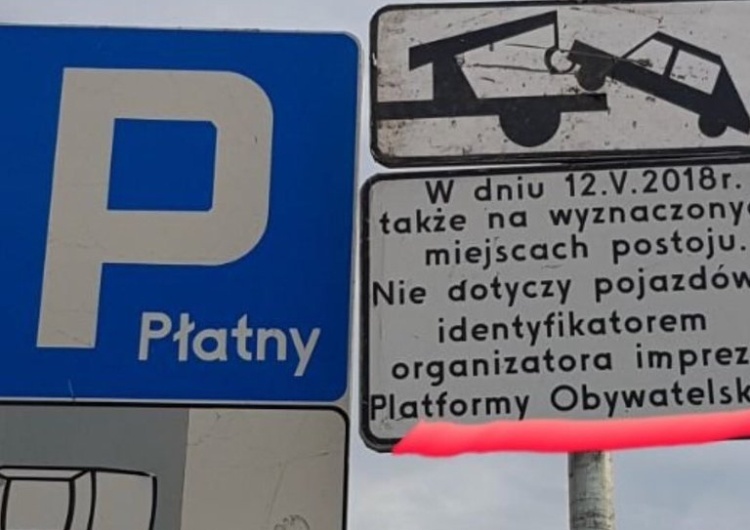 P
Płatny
W dniu 12.V.2018r.
także na wyznaczony
miejscach postoju.
Nie dotyczy pojazdów
identyfikatorem
organizatora imprez
Platformy Obywatelsk